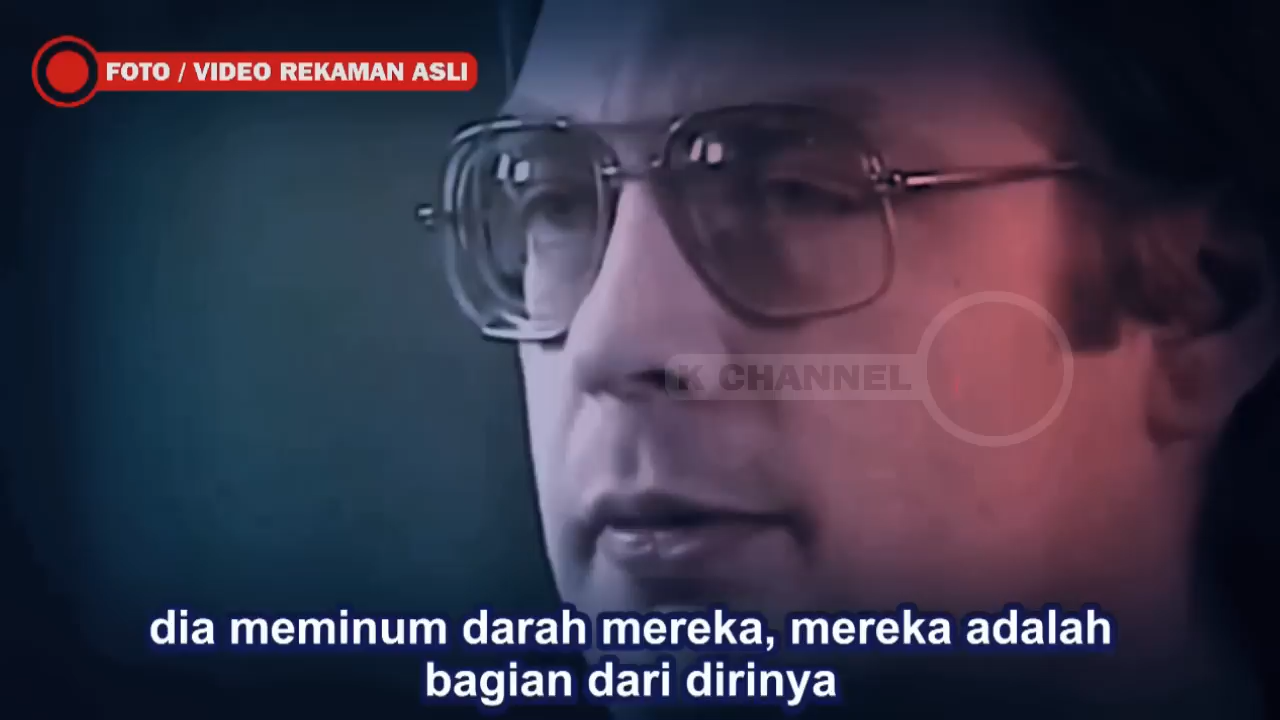 FOTO / VIDEO REKAMAN ASLI
K CHANNEL
dia meminum darah mereka, mereka adalah
bagian dari dirinya